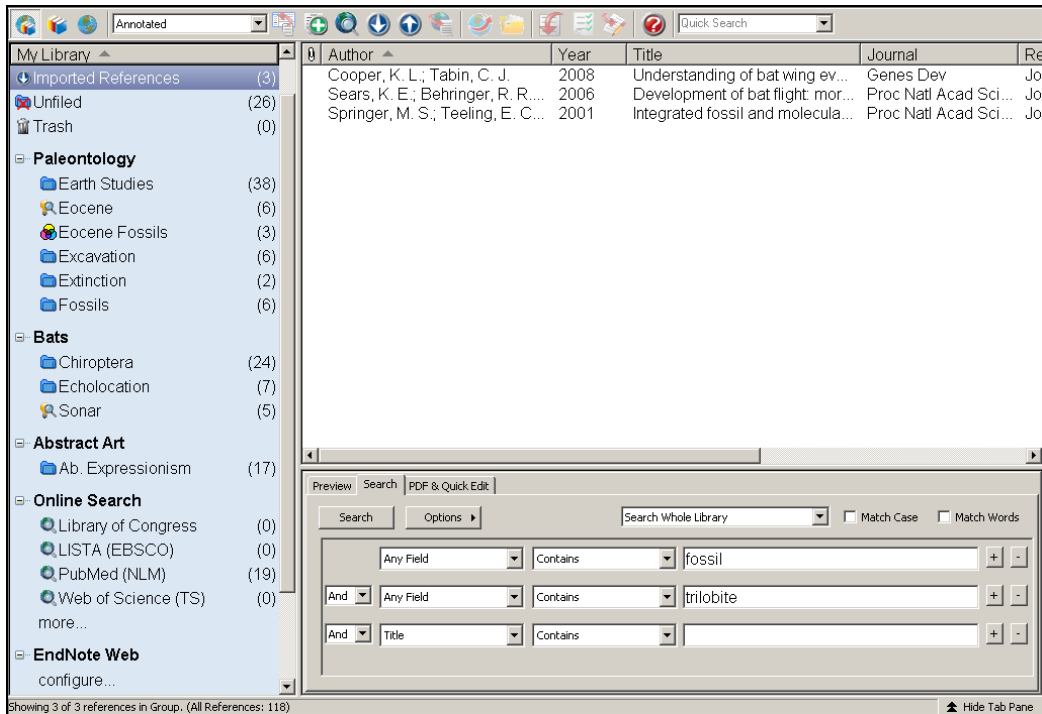 Annotated
Quick Search
My Library
Imported References (3)
Unfiled (26)
Trash (0)
Paleontology
Earth Studies (38)
Eocene (6)
Eocene Fossils (3)
Excavation (6)
Extinction (2)
Fossils (6)
Bats
Chiroptera (24)
Echolocation (7)
Sonar (5)
Abstract Art
Ab. Expressionism (17)
Online Search
Library of Congress (0)
LISTA (EBSCO) (0)
PubMed (NLM) (19)
Web of Science (TS) (0)
more...
EndNote Web
configure...
Author Year Title Journal Re
Cooper, K. L.; Tabin, C. J. 2008 Understanding of bat wing ev... Genes Dev Jo
Sears, K. E.; Behringer, R. R.... 2006 Development of bat flight: mor... Proc Natl Acad Sci... Jo
Springer, M. S.; Teeling, E. C... 2001 Integrated fossil and molecula... Proc Natl Acad Sci... Jo
Preview Search PDF & Quick Edit
Search Options Search Whole Library Match Case Match Words
Any Field Contains fossil + -
And Any Field Contains trilobite + -
And Title Contains + -
Showing 3 of 3 references in Group. (All References: 118) Hide Tab Pane